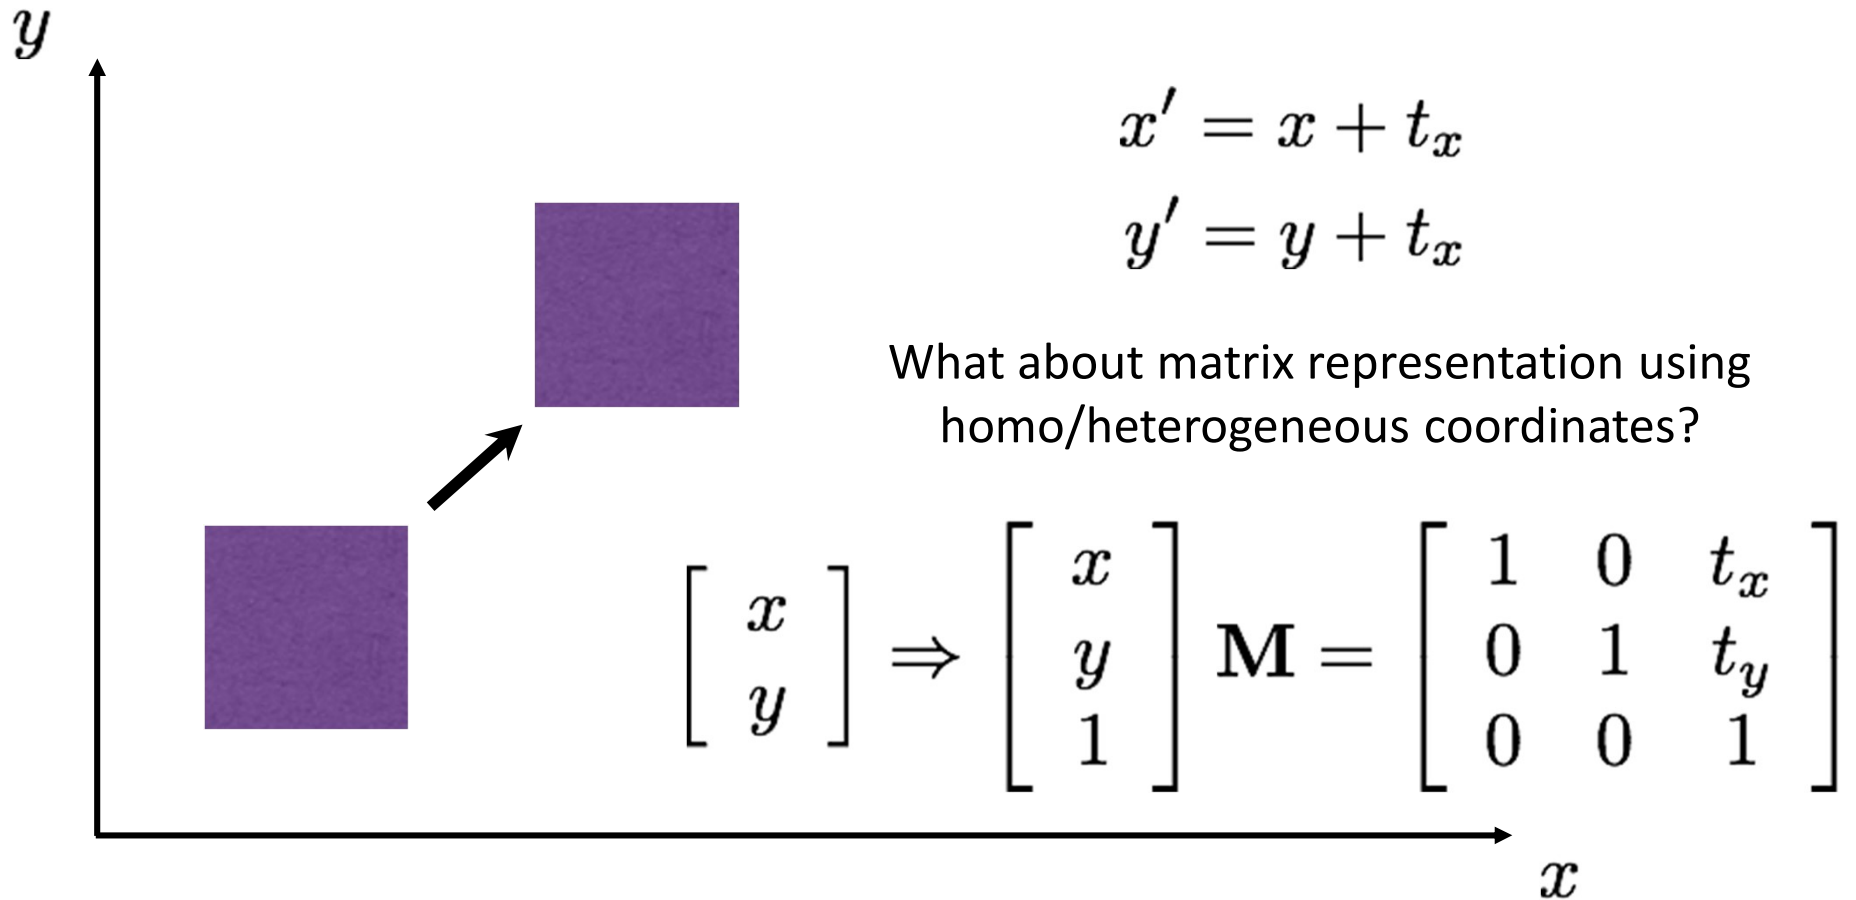 y
x′ = x + tₓ
y′ = y + tₓ
What about matrix representation using
homo/heterogeneous coordinates?
[ x y ] ⇒ [ x y 1 ] M = [ 1 0 tₓ
0 1 t_y
0 0 1 ]
x